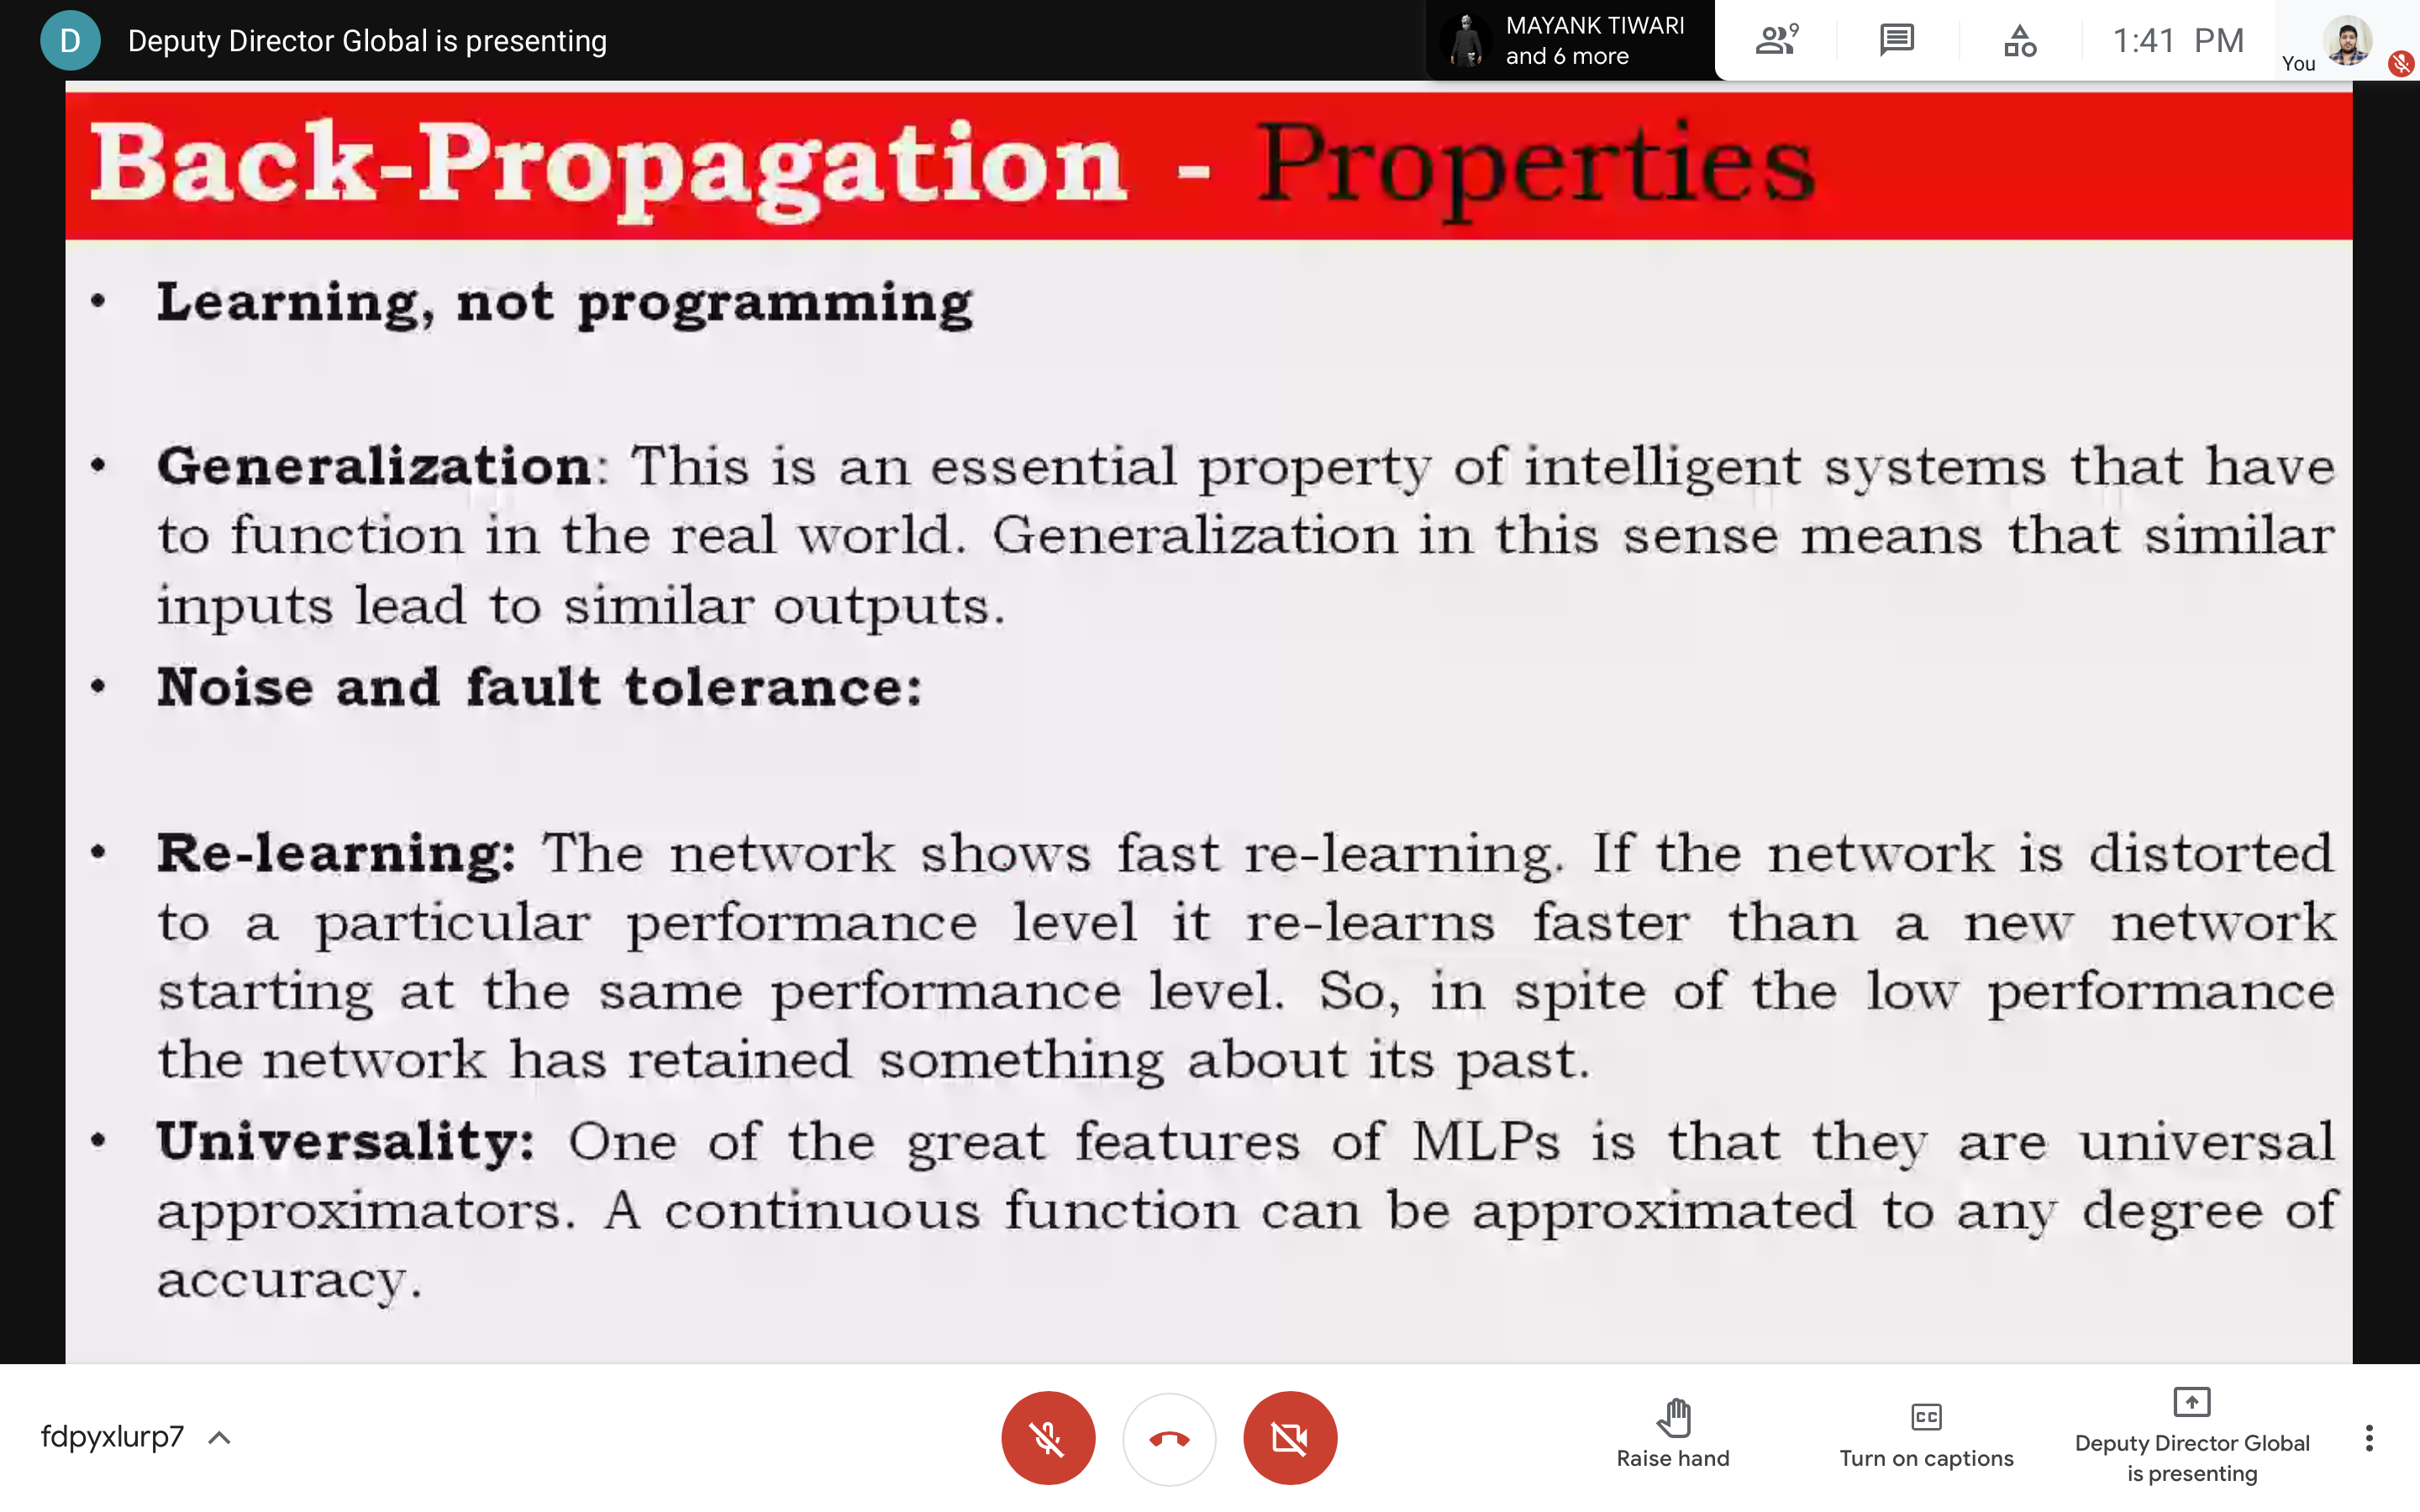 D Deputy Director Global is presenting
MAYANK TIWARI
and 6 more
9
1:41 PM
You
Back-Propagation - Properties
• Learning, not programming
• Generalization: This is an essential property of intelligent systems that have
to function in the real world. Generalization in this sense means that similar
inputs lead to similar outputs.
• Noise and fault tolerance:
• Re-learning: The network shows fast re-learning. If the network is distorted
to a particular performance level it re-learns faster than a new network
starting at the same performance level. So, in spite of the low performance
the network has retained something about its past.
• Universality: One of the great features of MLPs is that they are universal
approximators. A continuous function can be approximated to any degree of
accuracy.
fdpyxlurp7
Raise hand
CC
Turn on captions
Deputy Director Global
is presenting